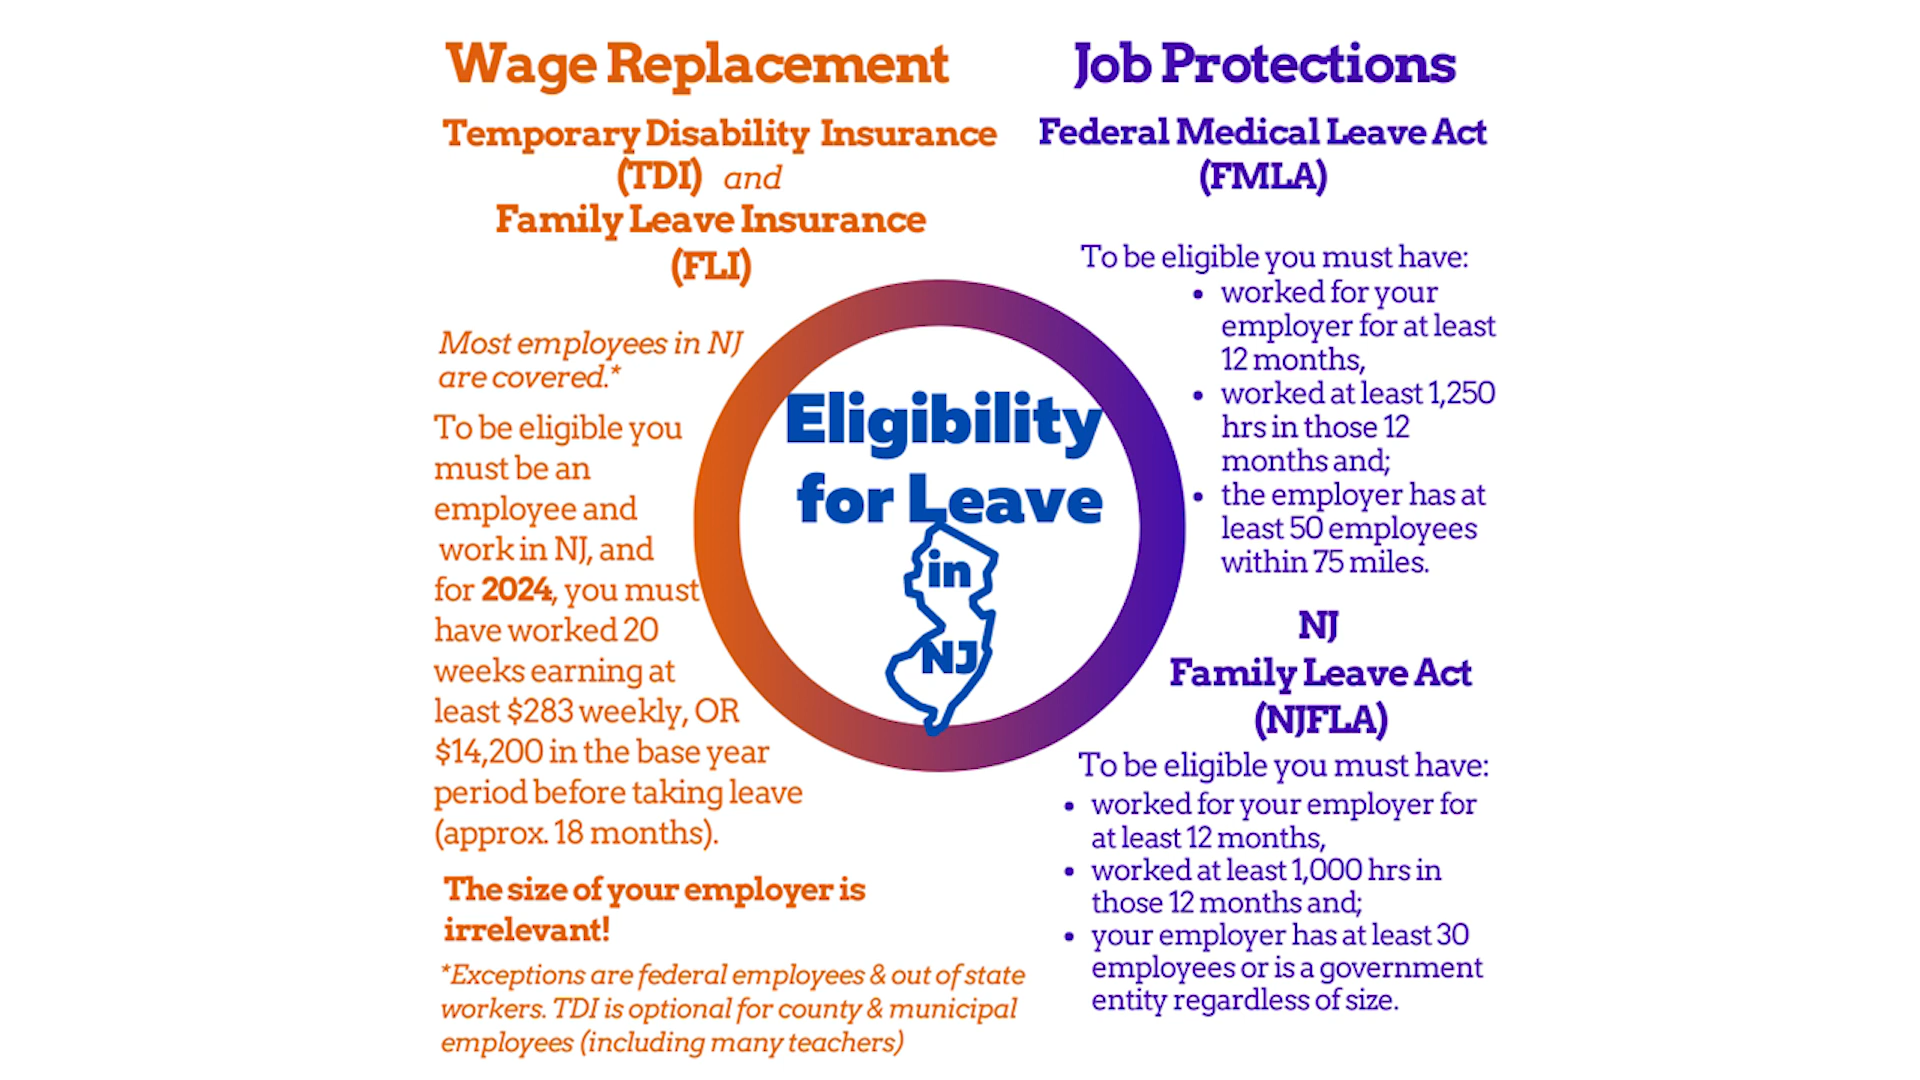 Wage Replacement
Temporary Disability Insurance
(TDI) and
Family Leave Insurance
(FLI)
Most employees in NJ
are covered.*
To be eligible you
must be an
employee and
work in NJ, and
for 2024, you must
have worked 20
weeks earning at
least $283 weekly, OR
$14,200 in the base year
period before taking leave
(approx. 18 months).
The size of your employer is
irrelevant!
*Exceptions are federal employees & out of state
workers. TDI is optional for county & municipal
employees (including many teachers)
Eligibility
for Leave
in
NJ
Job Protections
Federal Medical Leave Act
(FMLA)
To be eligible you must have:
• worked for your
employer for at least
12 months,
• worked at least 1,250
hrs in those 12
months and;
• the employer has at
least 50 employees
within 75 miles.
NJ
Family Leave Act
(NJFLA)
To be eligible you must have:
• worked for your employer for
at least 12 months,
• worked at least 1,000 hrs in
those 12 months and;
• your employer has at least 30
employees or is a government
entity regardless of size.